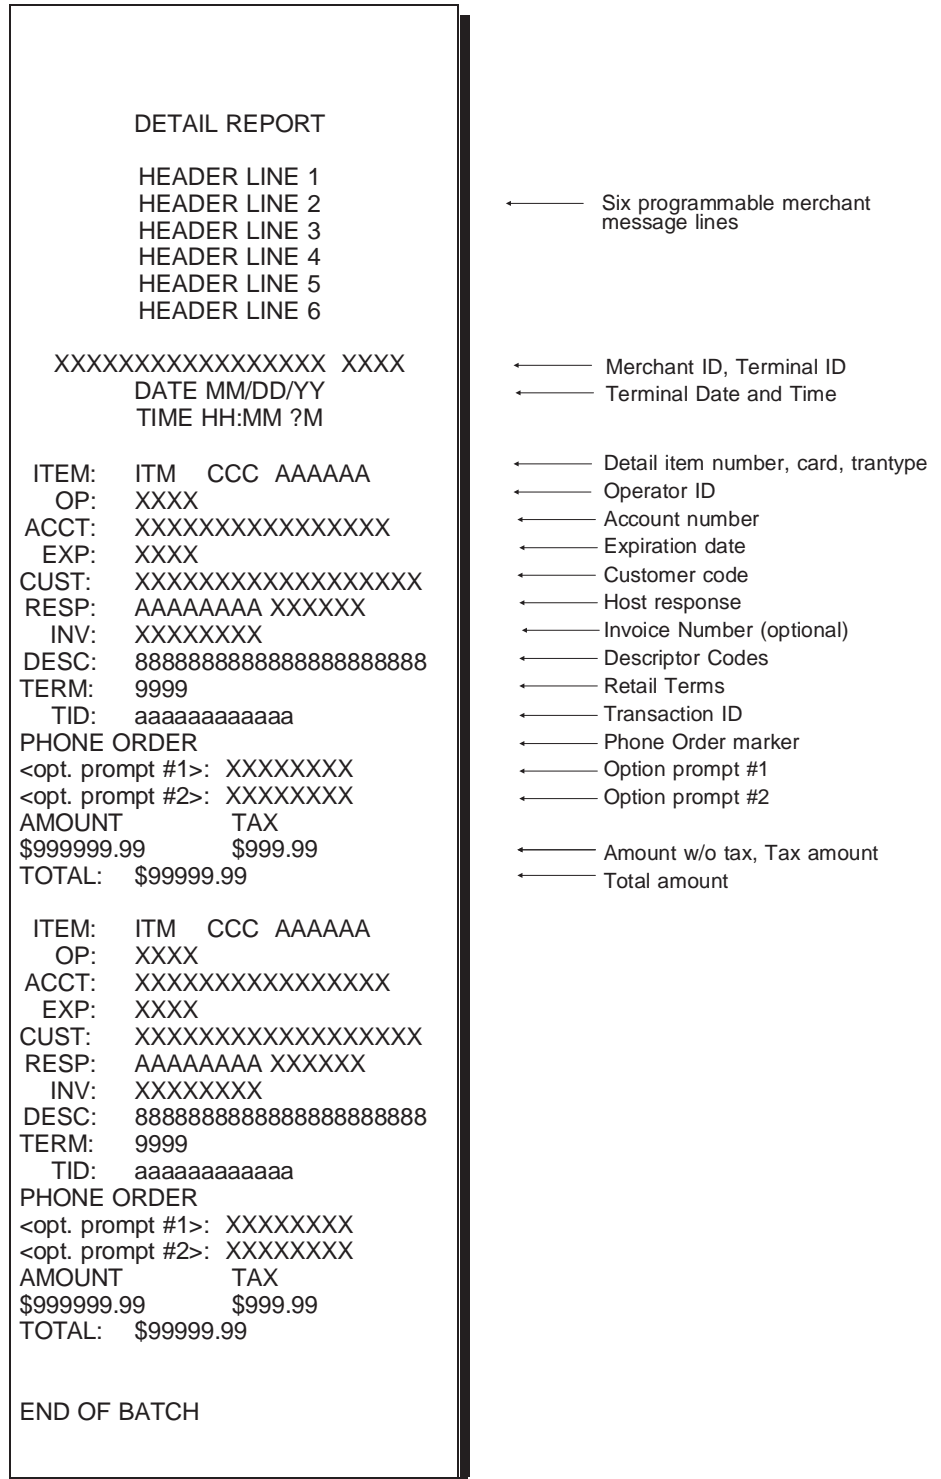 DETAIL REPORT
HEADER LINE 1
HEADER LINE 2
HEADER LINE 3
HEADER LINE 4
HEADER LINE 5
HEADER LINE 6
Six programmable merchant
message lines
XXXXXXXXXXXXXXXXX XXXX
Merchant ID, Terminal ID
DATE MM/DD/YY
Terminal Date and Time
TIME HH:MM ?M
ITEM: ITM CCC AAAAAA
Detail item number, card, trantype
OP: XXXX
Operator ID
ACCT: XXXXXXXXXXXXXXXX
Account number
EXP: XXXX
Expiration date
CUST: XXXXXXXXXXXXXXXXXX
Customer code
RESP: AAAAAAAA XXXXXX
Host response
INV: XXXXXXXX
Invoice Number (optional)
DESC: 88888888888888888888888
Descriptor Codes
TERM: 9999
Retail Terms
TID: aaaaaaaaaaaa
Transaction ID
PHONE ORDER
Phone Order marker
<opt. prompt #1>: XXXXXXXX
Option prompt #1
<opt. prompt #2>: XXXXXXXX
Option prompt #2
AMOUNT TAX
$999999.99 $999.99
Amount w/o tax, Tax amount
TOTAL: $99999.99
Total amount
ITEM: ITM CCC AAAAAA
OP: XXXX
ACCT: XXXXXXXXXXXXXXXX
EXP: XXXX
CUST: XXXXXXXXXXXXXXXXXX
RESP: AAAAAAAA XXXXXX
INV: XXXXXXXX
DESC: 88888888888888888888888
TERM: 9999
TID: aaaaaaaaaaaa
PHONE ORDER
<opt. prompt #1>: XXXXXXXX
<opt. prompt #2>: XXXXXXXX
AMOUNT TAX
$999999.99 $999.99
TOTAL: $99999.99
END OF BATCH